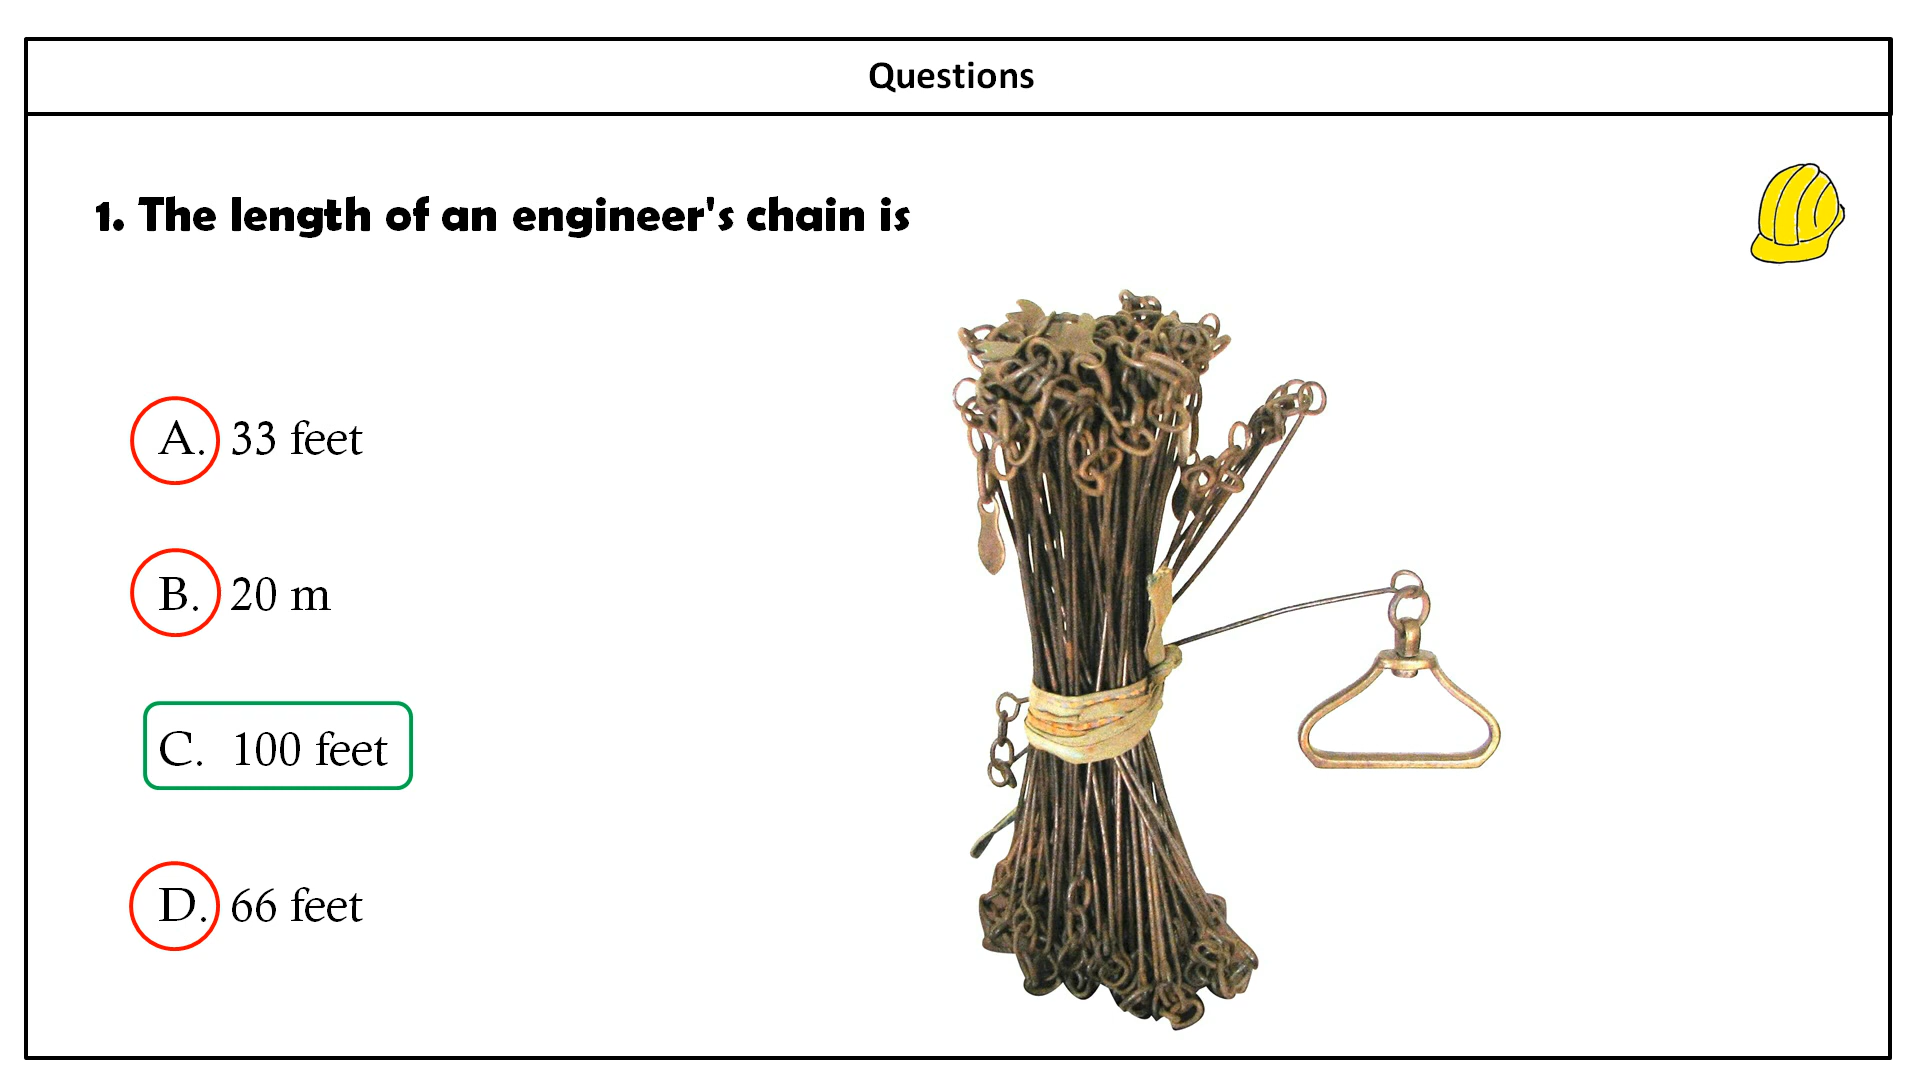 Questions
1. The length of an engineer's chain is
A. 33 feet
B. 20 m
C. 100 feet
D. 66 feet